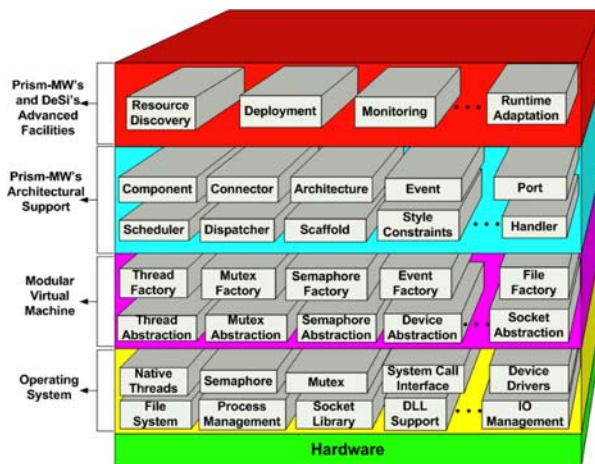 Prism-MW's
and DeSi's
Advanced
Facilities
Resource
Discovery
Deployment
Monitoring
Runtime
Adaptation
Prism-MW's
Architectural
Support
Component
Connector
Architecture
Event
Port
Scheduler
Dispatcher
Scaffold
Style
Constraints
Handler
Modular
Virtual
Machine
Thread
Factory
Mutex
Factory
Semaphore
Factory
Event
Factory
File
Factory
Thread
Abstraction
Mutex
Abstraction
Semaphore
Abstraction
Device
Abstraction
Socket
Abstraction
Operating
System
Native
Threads
Semaphore
Mutex
System Call
Interface
Device
Drivers
File
System
Process
Management
Socket
Library
DLL
Support
IO
Management
Hardware